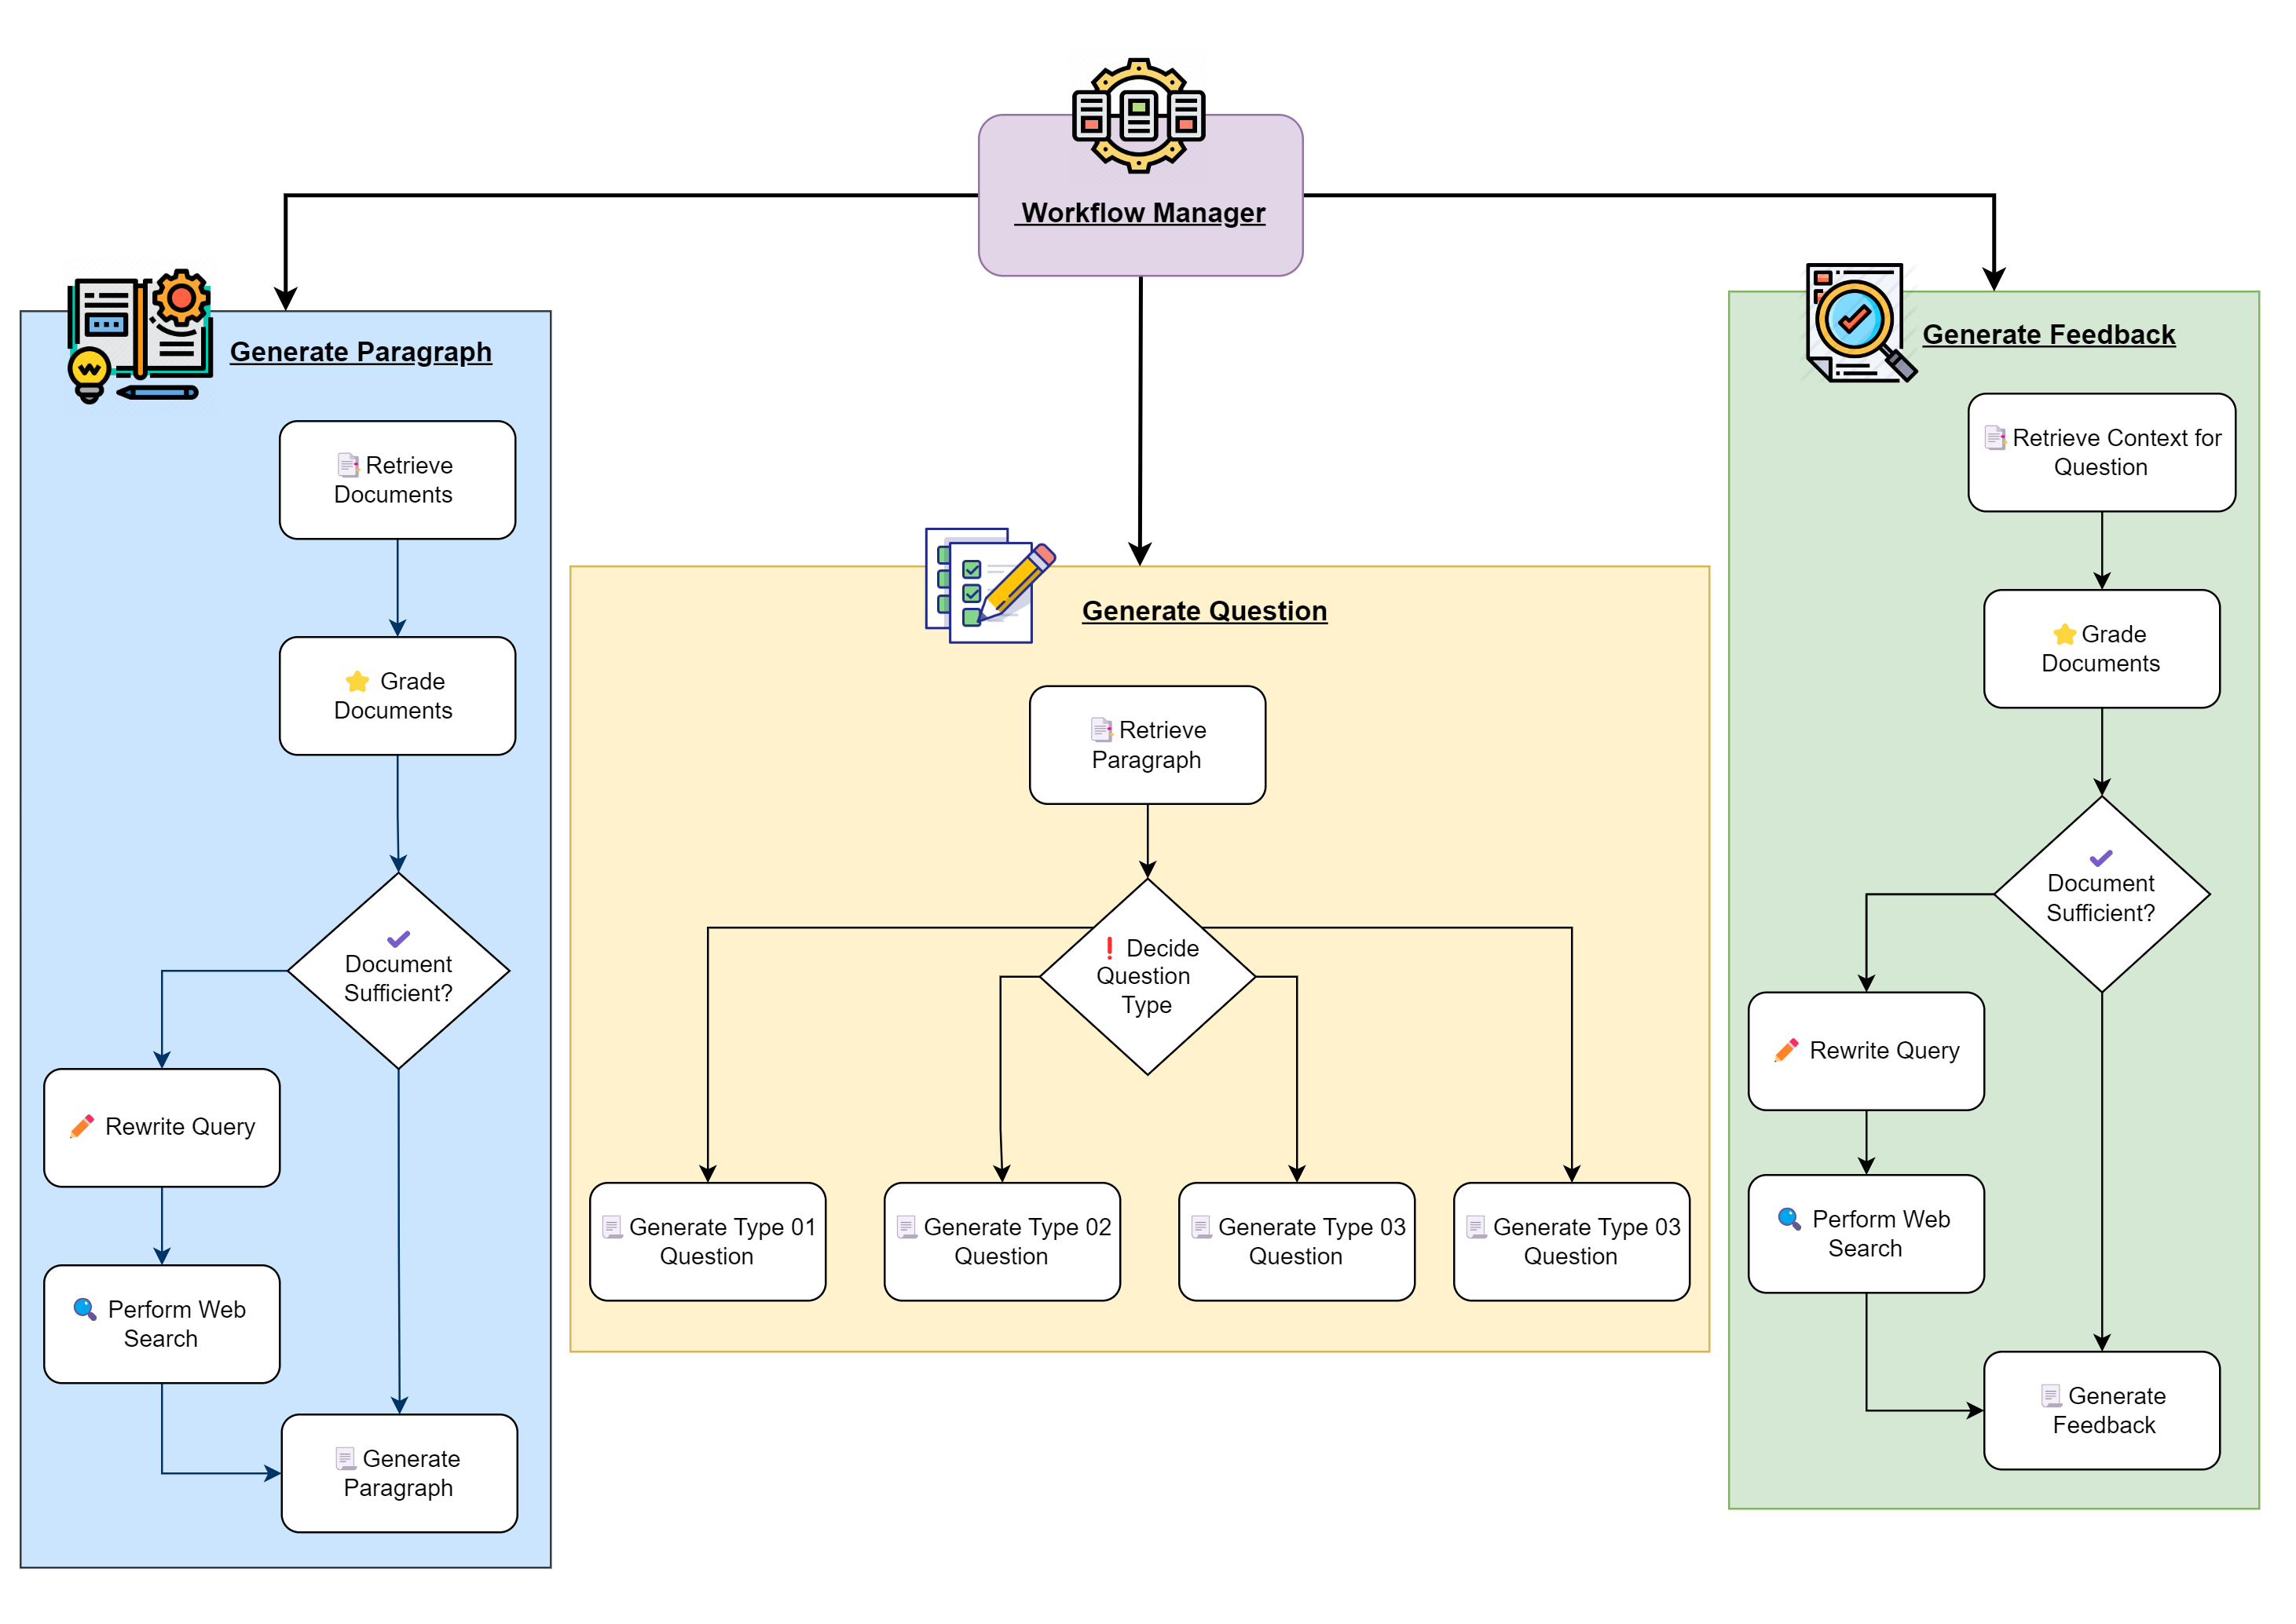 Workflow Manager
Generate Paragraph
Retrieve
Documents
Grade
Documents
Document
Sufficient?
Rewrite Query
Perform Web
Search
Generate
Paragraph
Generate Question
Retrieve
Paragraph
Decide
Question
Type
Generate Type 01
Question
Generate Type 02
Question
Generate Type 03
Question
Generate Type 03
Question
Generate Feedback
Retrieve Context for
Question
Grade
Documents
Document
Sufficient?
Rewrite Query
Perform Web
Search
Generate
Feedback